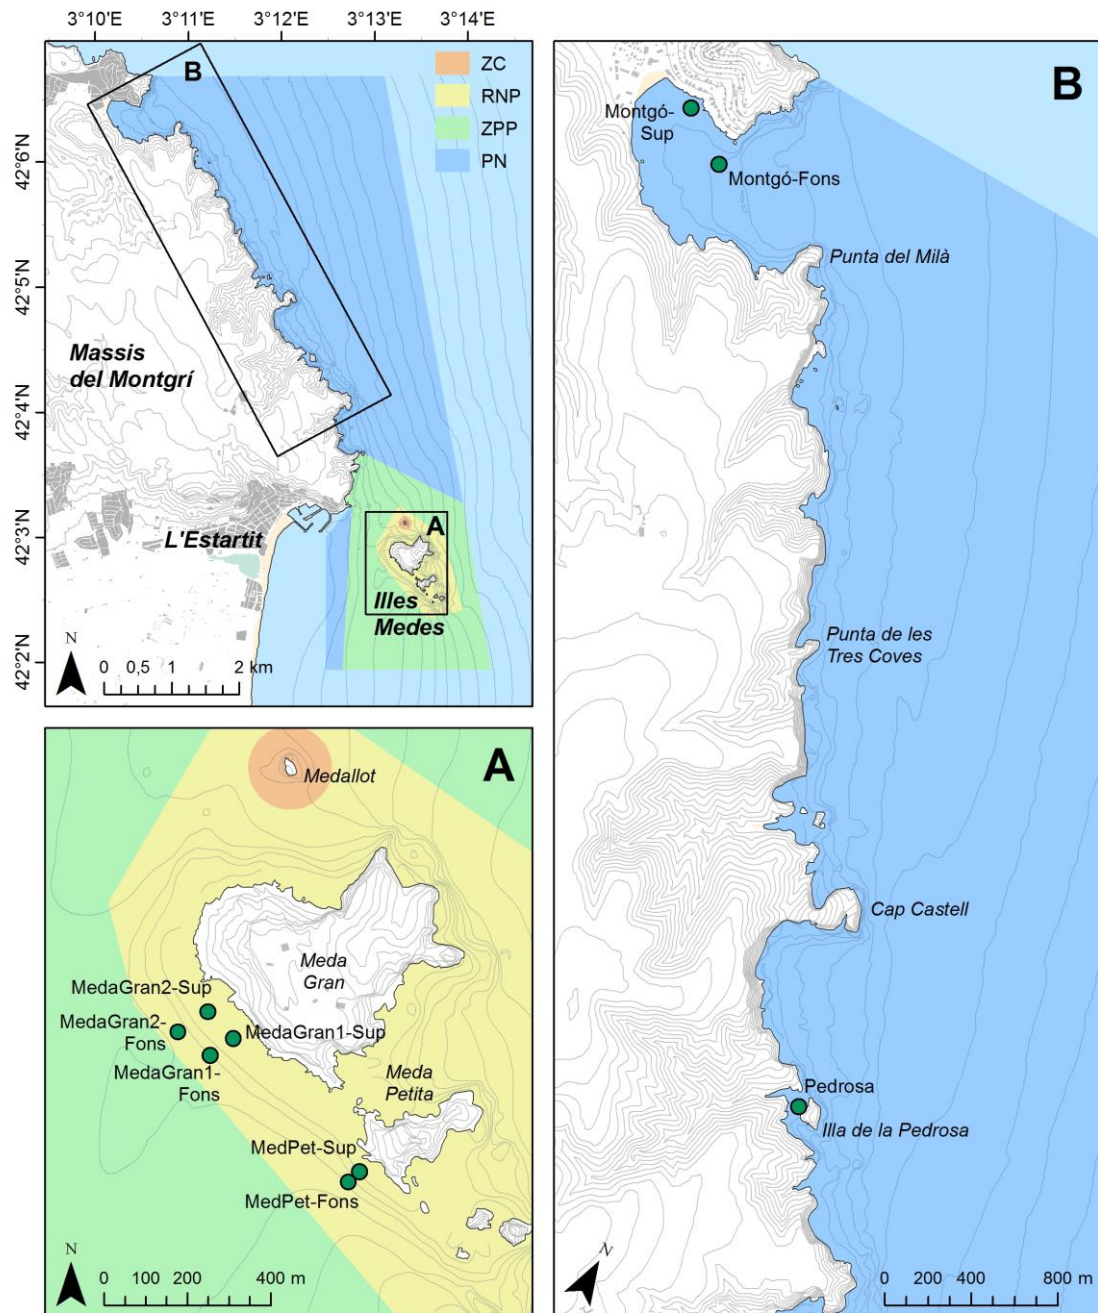 3°10'E 3°11'E 3°12'E 3°13'E 3°14'E
B
ZC
RNP
ZPP
PN
42°6'N
42°5'N
42°4'N
42°3'N
42°2'N
Massis
del Montgrí
L'Estartit
A
Illes
Medes
N
0 0,5 1 2 km
A
Medallot
Meda
Gran
MedaGran2-Sup
MedaGran2-
Fons
MedaGran1-Sup
MedaGran1-
Fons
Meda
Petita
MedPet-Sup
MedPet-Fons
N
0 100 200 400 m
B
Montgó-
Sup
Montgó-Fons
Punta del Milà
Punta de les
Tres Coves
Cap Castell
Pedrosa
Illa de la Pedrosa
N
0 200 400 800 m